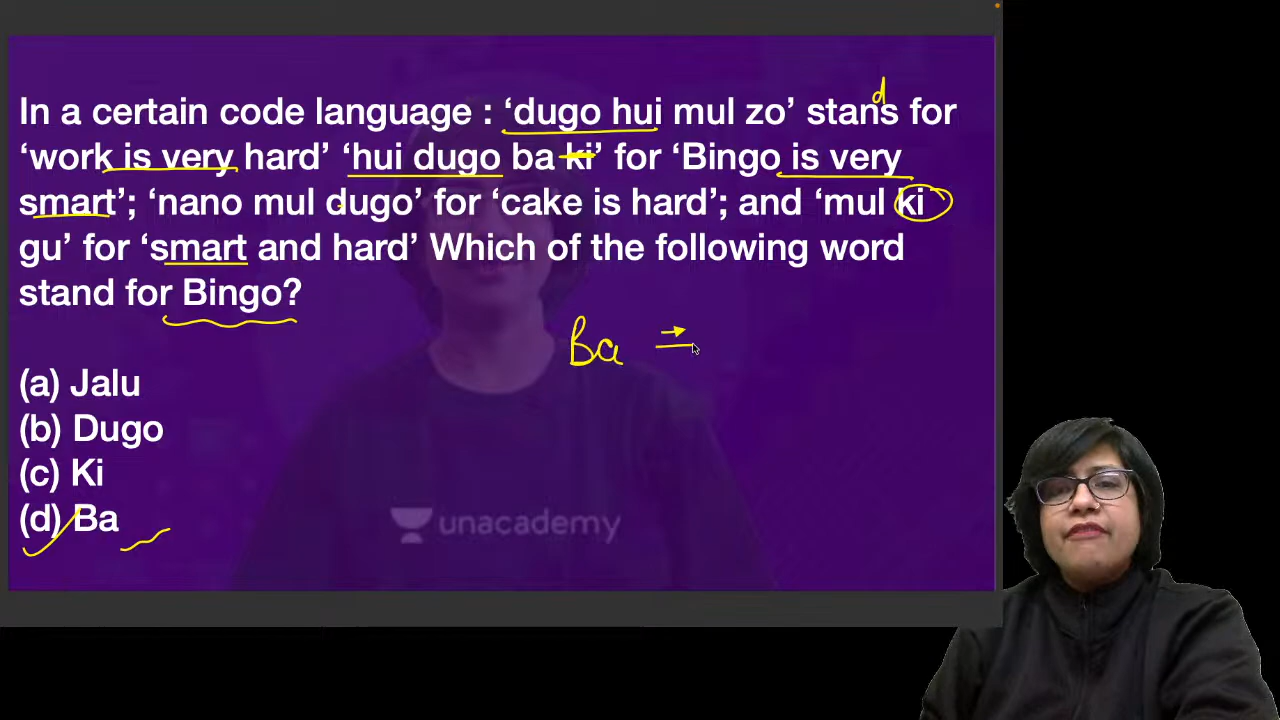 d
In a certain code language : ‘dugo hui mul zo’ stans for
‘work is very hard’ ‘hui dugo ba ki’ for ‘Bingo is very
smart’; ‘nano mul dugo’ for ‘cake is hard’; and ‘mul ki
gu’ for ‘smart and hard’ Which of the following word
stand for Bingo?
Ba →
(a) Jalu
(b) Dugo
(c) Ki
(d) Ba
unacademy